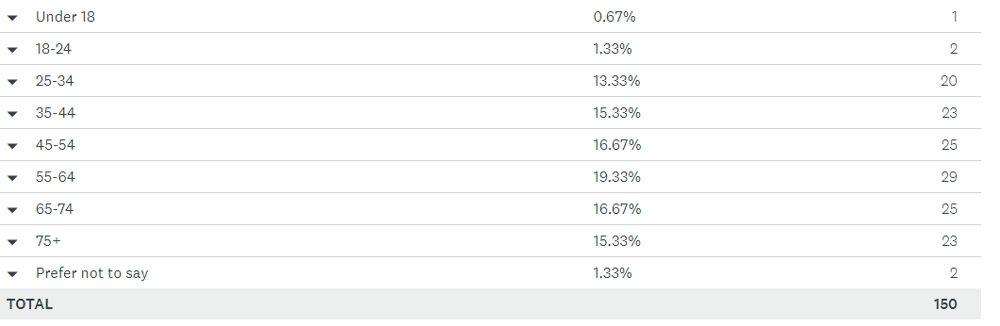 Under 18 0.67% 1
18-24 1.33% 2
25-34 13.33% 20
35-44 15.33% 23
45-54 16.67% 25
55-64 19.33% 29
65-74 16.67% 25
75+ 15.33% 23
Prefer not to say 1.33% 2
TOTAL 150